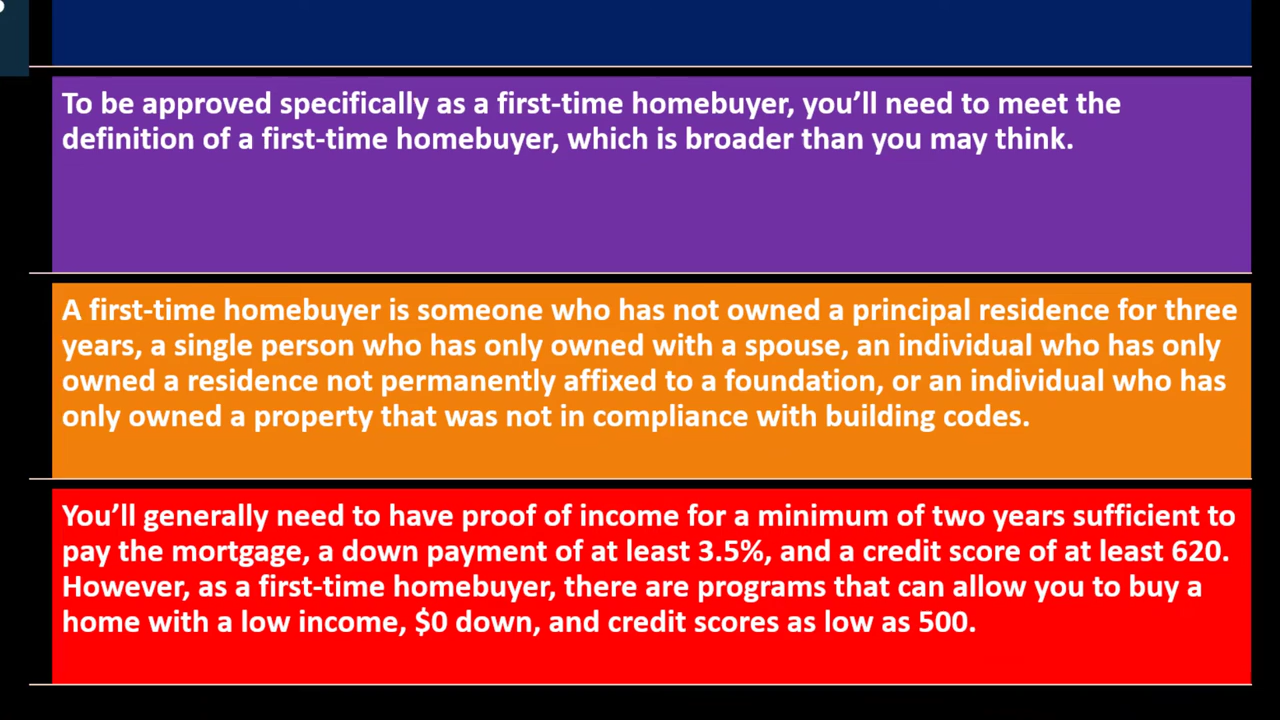 To be approved specifically as a first-time homebuyer, you’ll need to meet the
definition of a first-time homebuyer, which is broader than you may think.
A first-time homebuyer is someone who has not owned a principal residence for three
years, a single person who has only owned with a spouse, an individual who has only
owned a residence not permanently affixed to a foundation, or an individual who has
only owned a property that was not in compliance with building codes.
You’ll generally need to have proof of income for a minimum of two years sufficient to
pay the mortgage, a down payment of at least 3.5%, and a credit score of at least 620.
However, as a first-time homebuyer, there are programs that can allow you to buy a
home with a low income, $0 down, and credit scores as low as 500.